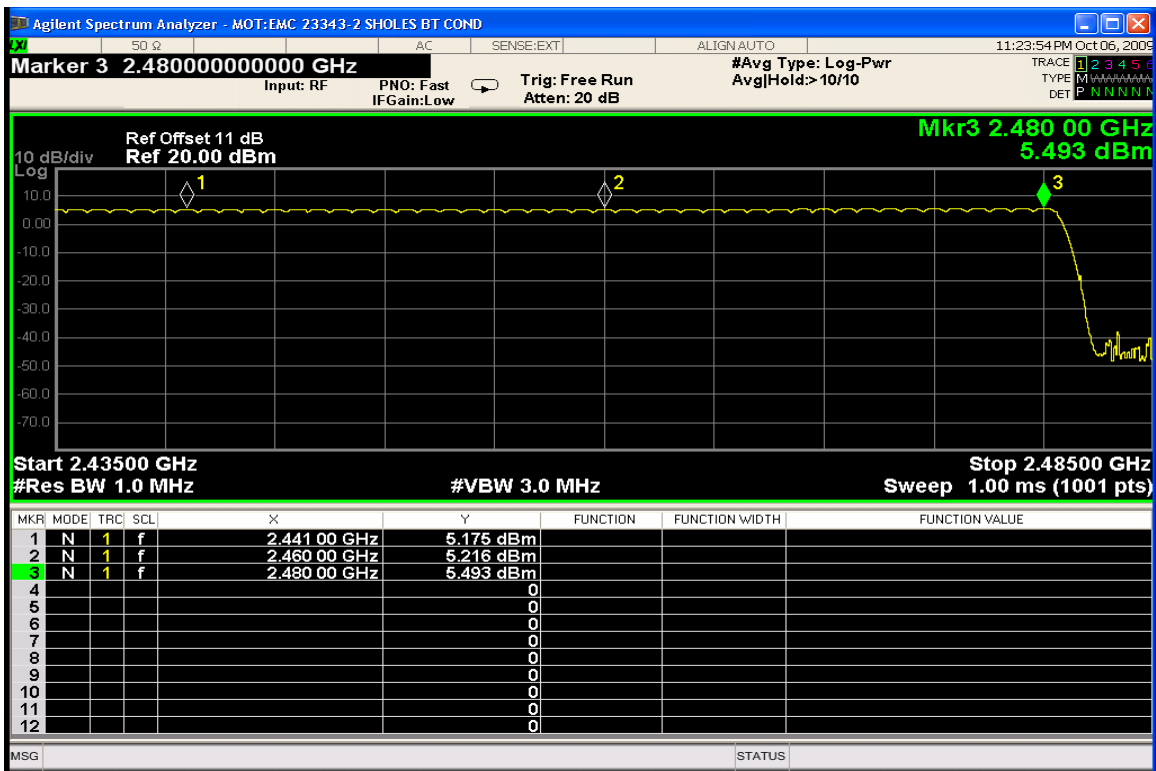 Agilent Spectrum Analyzer - MOT:EMC 23343-2 SHOLES BT COND
LXI 50 Ω AC SENSE:EXT ALIGN AUTO 11:23:54 PM Oct 06, 2009
Marker 3 2.480000000000 GHz
Input: RF PNO: Fast Trig: Free Run #Avg Type: Log-Pwr TRACE 1 2 3 4 5 6
IFGain:Low Atten: 20 dB Avg|Hold:>10/10 TYPE M
DET P N N N N N
Mkr3 2.480 00 GHz
5.493 dBm
Ref Offset 11 dB
10 dB/div Ref 20.00 dBm
Log
1 2 3
10.0
0.00
-10.0
-20.0
-30.0
-40.0
-50.0
-60.0
-70.0
Start 2.43500 GHz Stop 2.48500 GHz
#Res BW 1.0 MHz #VBW 3.0 MHz Sweep 1.00 ms (1001 pts)
MKR MODE TRC SCL X Y FUNCTION FUNCTION WIDTH FUNCTION VALUE
1 N 1 f 2.441 00 GHz 5.175 dBm
2 N 1 f 2.460 00 GHz 5.216 dBm
3 N 1 f 2.480 00 GHz 5.493 dBm
4 0
5 0
6 0
7 0
8 0
9 0
10 0
11 0
12 0
MSG STATUS